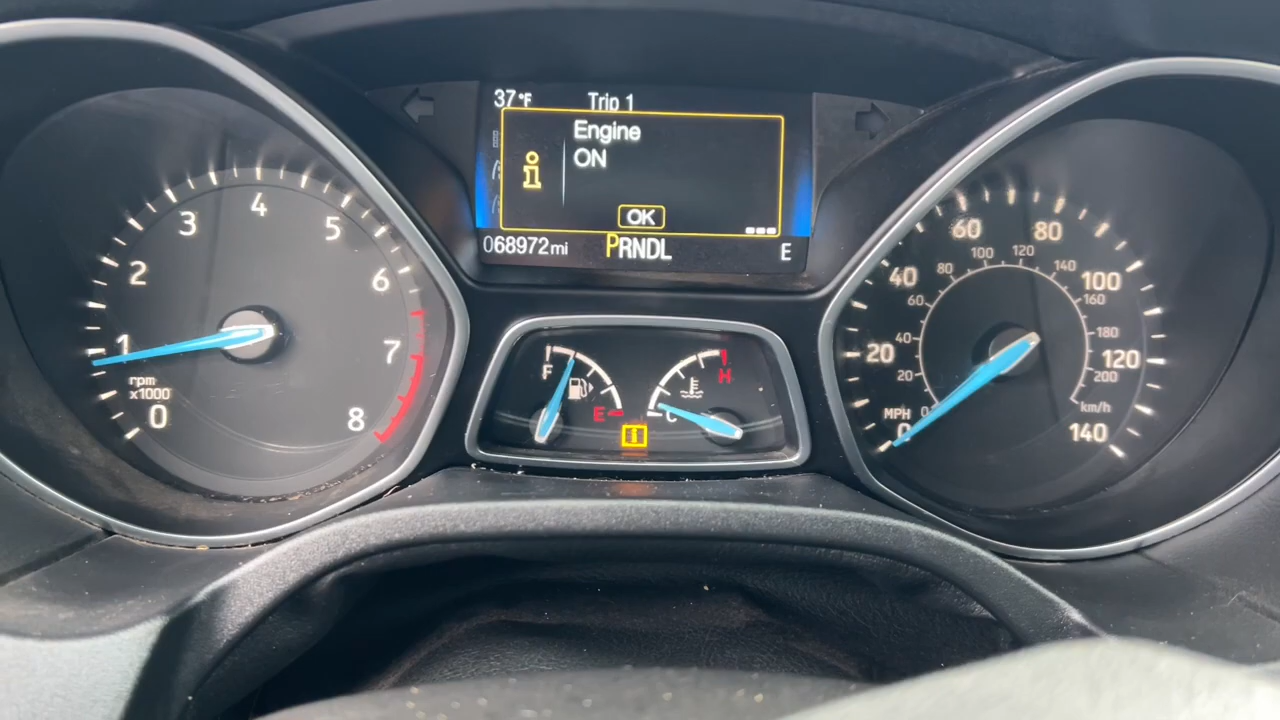 37°F Trip 1
Engine
ON
OK
068972mi PRNDL E
0 1 2 3 4 5 6 7 8
rpm
x1000
F E
C H
0 20 40 60 80 100 120 140
MPH
0 20 40 60 80 100 120 140 160 180 200
km/h